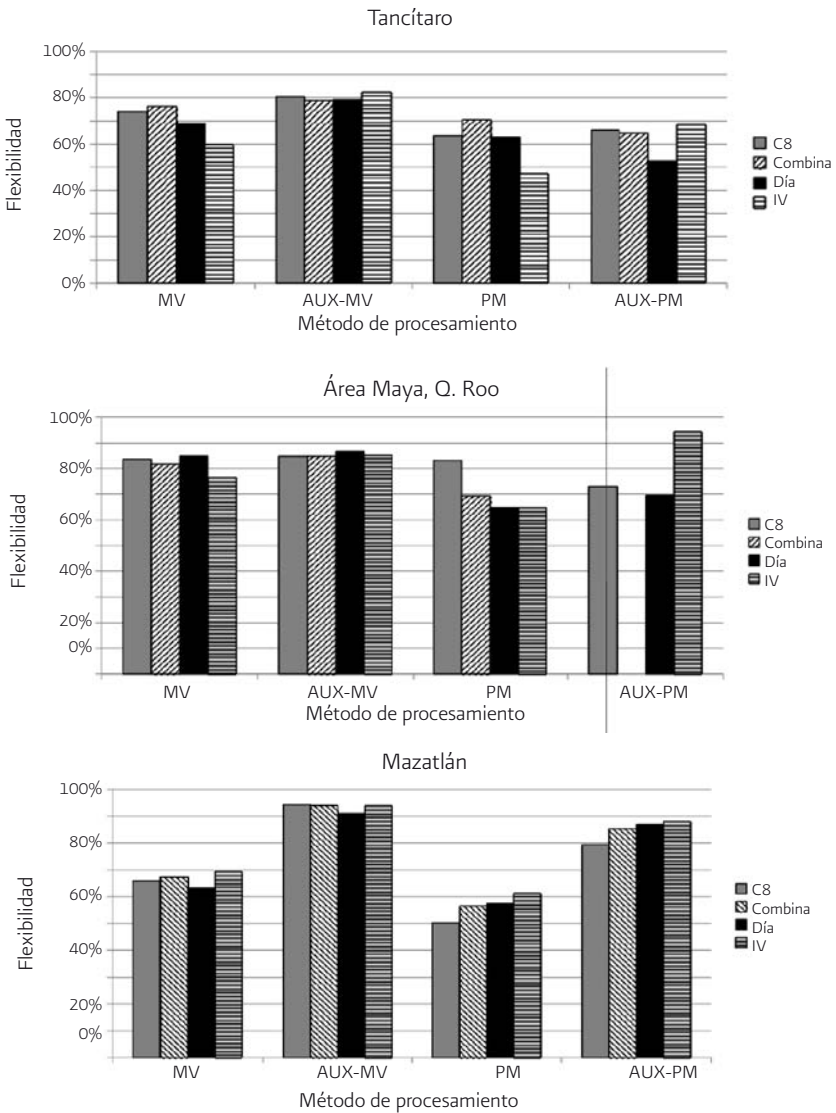 Tancítaro
100%
80%
60%
40%
20%
0%
Flexibilidad
MV AUX-MV PM AUX-PM
Método de procesamiento
C8
Combina
Día
IV
Área Maya, Q. Roo
100%
80%
60%
40%
20%
0%
Flexibilidad
MV AUX-MV PM AUX-PM
Método de procesamiento
C8
Combina
Día
IV
Mazatlán
100%
80%
60%
40%
20%
0%
Flexibilidad
MV AUX-MV PM AUX-PM
Método de procesamiento
C8
Combina
Día
IV